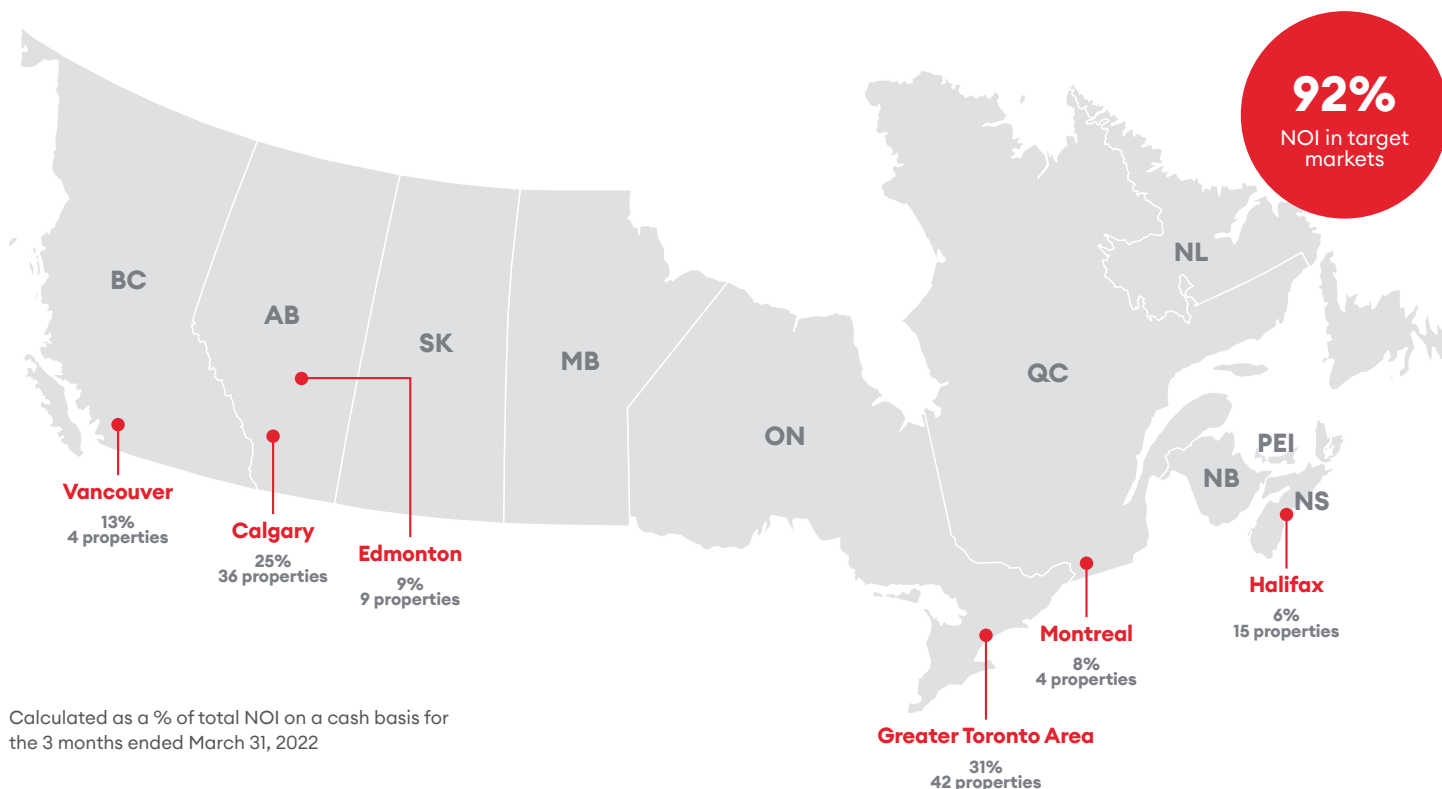 92%
NOI in target
markets
BC
AB
SK
MB
ON
QC
NL
PEI
NB
NS
Vancouver
13%
4 properties
Calgary
25%
36 properties
Edmonton
9%
9 properties
Greater Toronto Area
31%
42 properties
Montreal
8%
4 properties
Halifax
6%
15 properties
Calculated as a % of total NOI on a cash basis for
the 3 months ended March 31, 2022